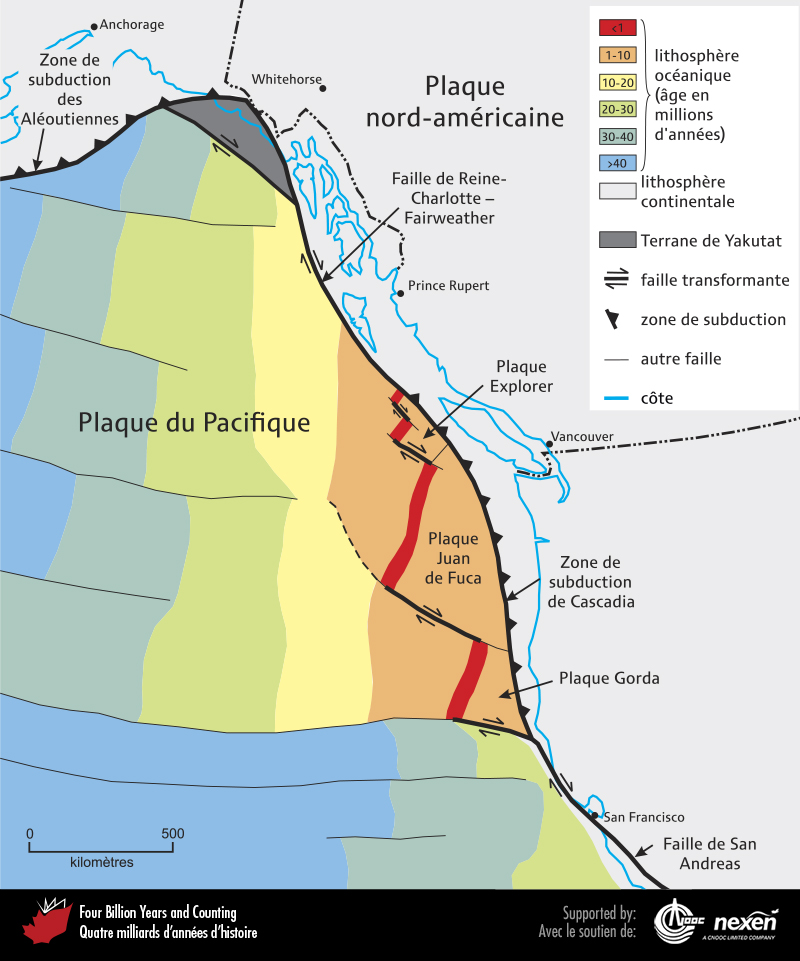 Anchorage
Zone de
subduction
des
Aléoutiennes
Whitehorse
Plaque
nord-américaine
Faille de Reine-
Charlotte –
Fairweather
Prince Rupert
Plaque
Explorer
Vancouver
Plaque du Pacifique
Plaque
Juan
de Fuca
Zone de
subduction
de Cascadia
Plaque Gorda
San Francisco
Faille de San
Andreas
0 500
kilomètres
<1
1-10
10-20
20-30
30-40
>40
lithosphère
océanique
(âge en
millions
d'années)
lithosphère
continentale
Terrane de Yakutat
faille transformante
zone de subduction
autre faille
côte
Four Billion Years and Counting
Quatre milliards d'années d'histoire
Supported by:
Avec le soutien de:
CNOOC
nexen
A CNOOC LIMITED COMPANY